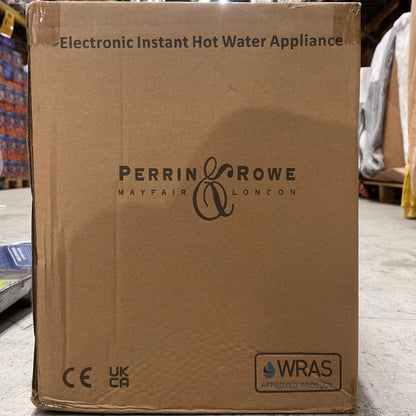 Electronic Instant Hot Water Appliance
PERRIN & ROWE
MAYFAIR LONDON
CE UK CA
WRAS
APPROVED PRODUCT